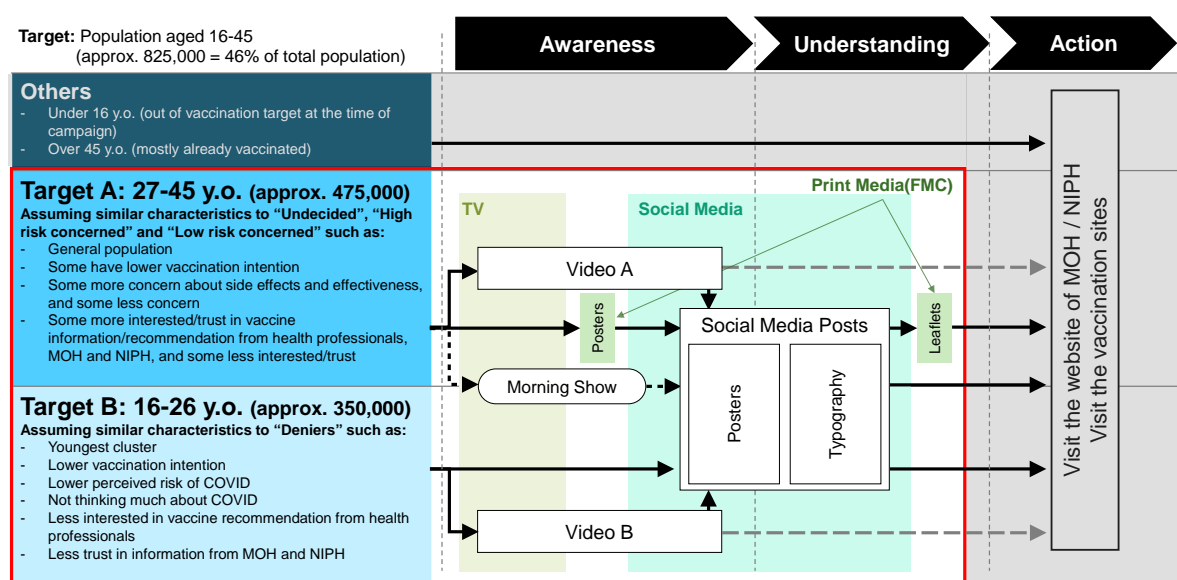 Target: Population aged 16-45
(approx. 825,000 = 46% of total population)
Awareness
Understanding
Action
Others
- Under 16 y.o. (out of vaccination target at the time of
campaign)
- Over 45 y.o. (mostly already vaccinated)
Target A: 27-45 y.o. (approx. 475,000)
Assuming similar characteristics to “Undecided”, “High
risk concerned” and “Low risk concerned” such as:
- General population
- Some have lower vaccination intention
- Some more concern about side effects and effectiveness,
and some less concern
- Some more interested/trust in vaccine
information/recommendation from health professionals,
MOH and NIPH, and some less interested/trust
Target B: 16-26 y.o. (approx. 350,000)
Assuming similar characteristics to “Deniers” such as:
- Youngest cluster
- Lower vaccination intention
- Lower perceived risk of COVID
- Not thinking much about COVID
- Less interested in vaccine recommendation from health
professionals
- Less trust in information from MOH and NIPH
Print Media(FMC)
TV
Social Media
Video A
Posters
Social Media Posts
Leaflets
Morning Show
Posters
Typography
Video B
Visit the website of MOH / NIPH
Visit the vaccination sites